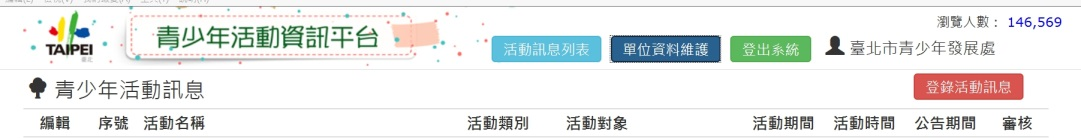 瀏覽人數： 146,569
TAIPEI
臺北
青少年活動資訊平台
活動訊息列表 單位資料維護 登出系統 臺北市青少年發展處
青少年活動訊息 登錄活動訊息
編輯 序號 活動名稱 活動類別 活動對象 活動期間 活動時間 公告期間 審核